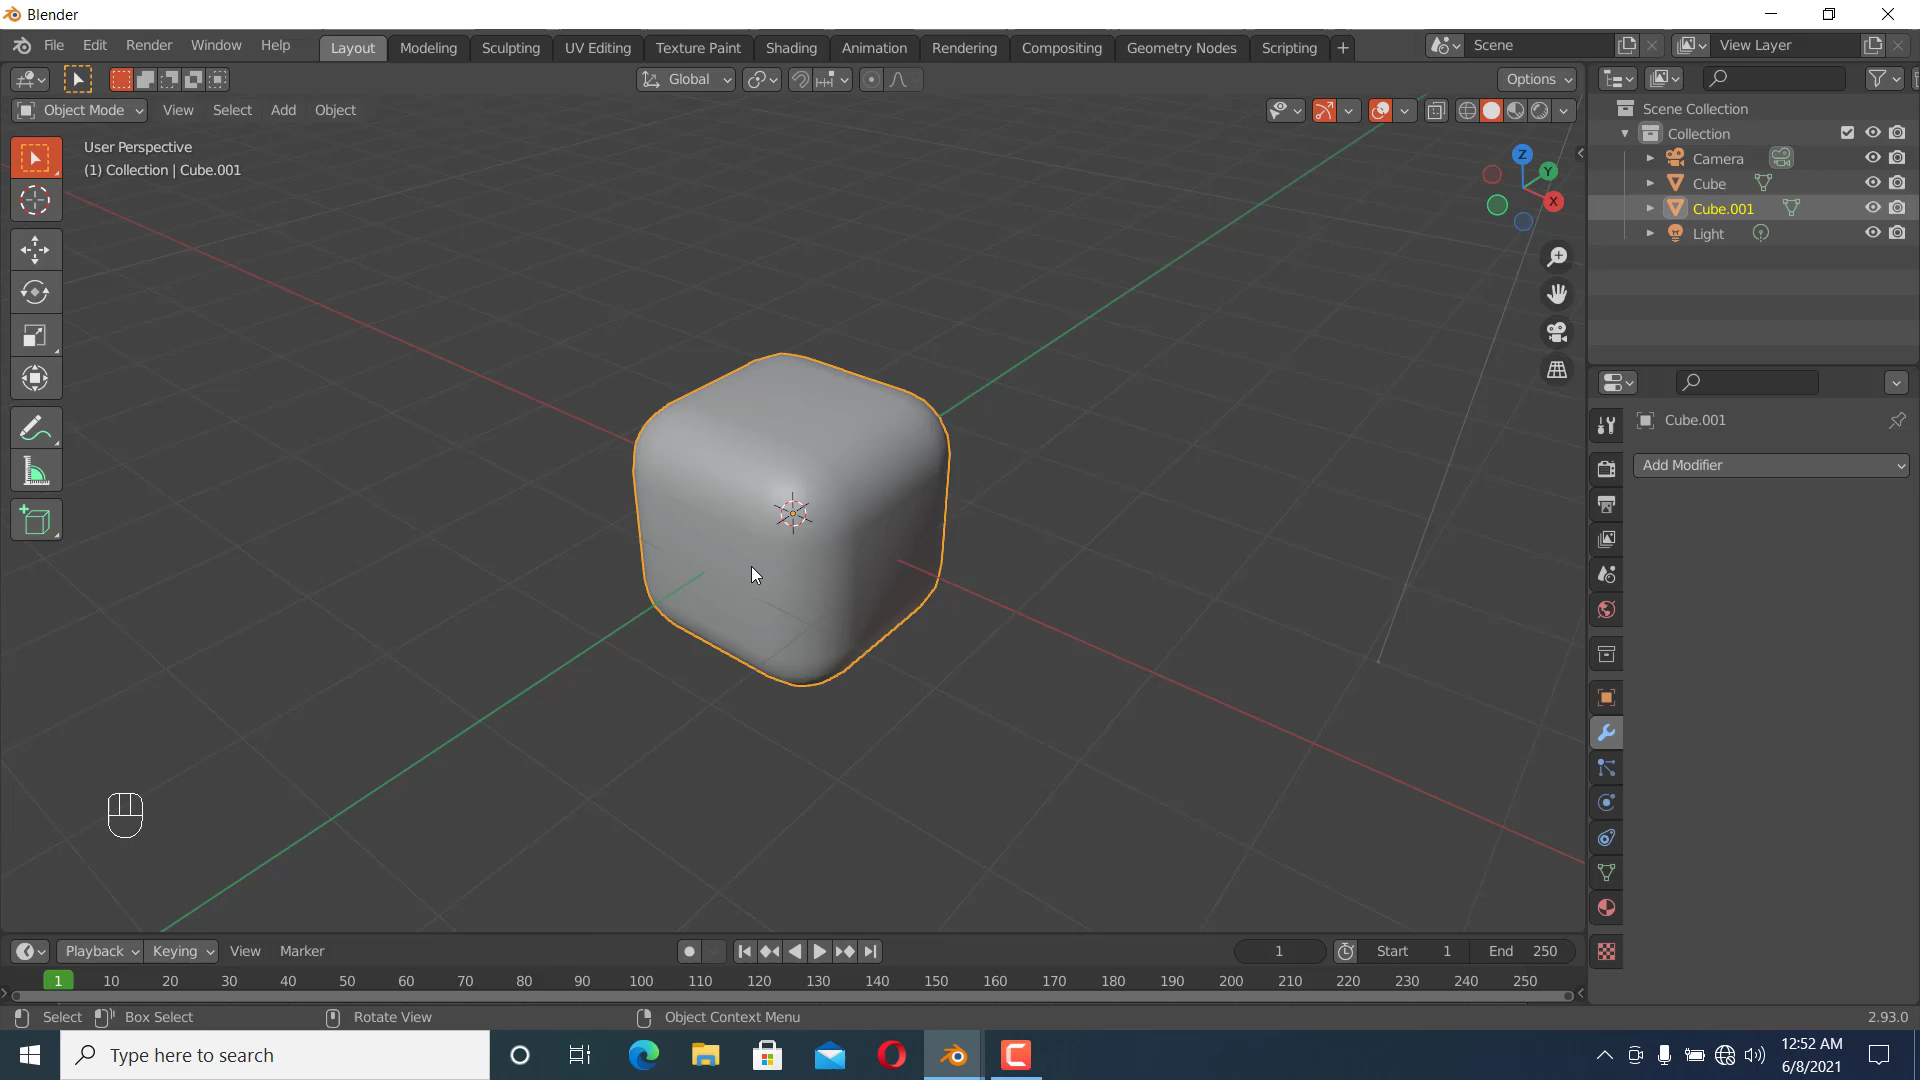 Blender
File Edit Render Window Help Layout Modeling Sculpting UV Editing Texture Paint Shading Animation Rendering Compositing Geometry Nodes Scripting + Scene View Layer
Global Options
Object Mode View Select Add Object
User Perspective
(1) Collection | Cube.001
Z
Y
X
Scene Collection
Collection
Camera
Cube
Cube.001
Light
Cube.001
Add Modifier
Playback Keying View Marker 1 Start 1 End 250
1 10 20 30 40 50 60 70 80 90 100 110 120 130 140 150 160 170 180 190 200 210 220 230 240 250
Select Box Select Rotate View Object Context Menu 2.93.0
Type here to search
12:52 AM
6/8/2021